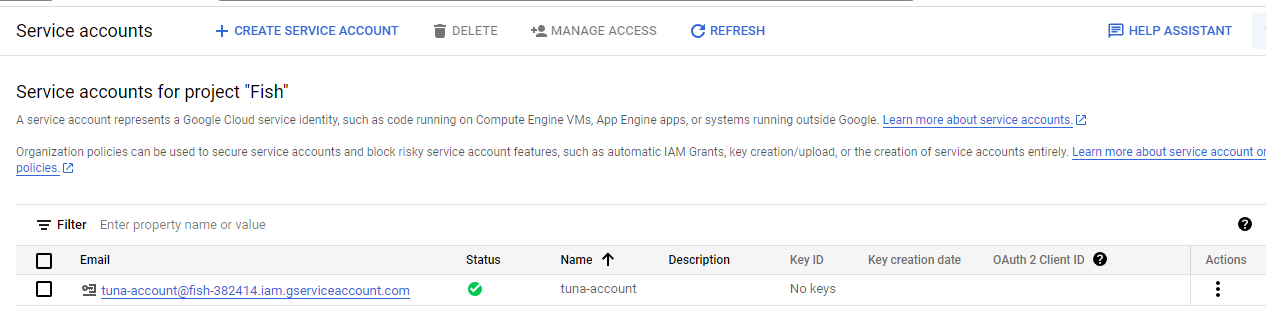 Service accounts
CREATE SERVICE ACCOUNT
DELETE
MANAGE ACCESS
REFRESH
HELP ASSISTANT
Service accounts for project "Fish"
A service account represents a Google Cloud service identity, such as code running on Compute Engine VMs, App Engine apps, or systems running outside Google. Learn more about service accounts.
Organization policies can be used to secure service accounts and block risky service account features, such as automatic IAM Grants, key creation/upload, or the creation of service accounts entirely. Learn more about service account
policies.
Filter Enter property name or value
Email Status Name Description Key ID Key creation date OAuth 2 Client ID Actions
tuna-account@fish-382414.iam.gserviceaccount.com tuna-account No keys